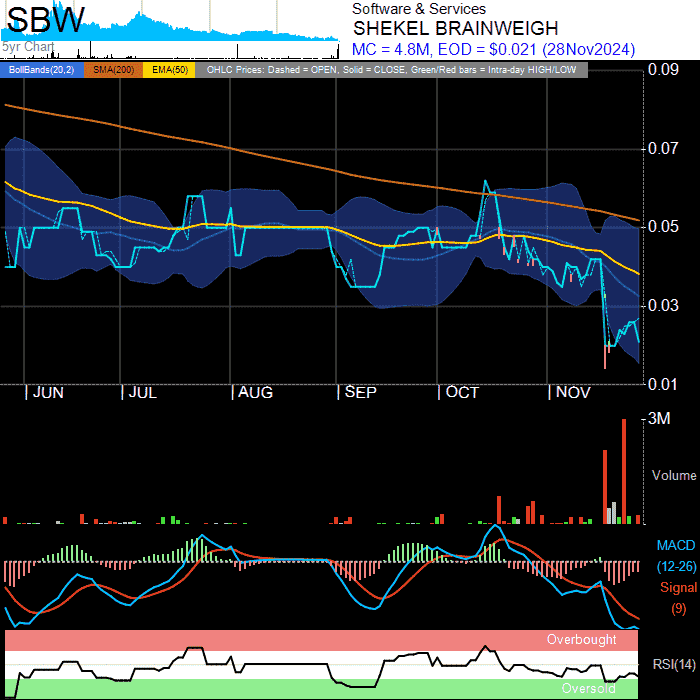 SBW
5yr Chart
Software & Services
SHEKEL BRAINWEIGH
MC = 4.8M, EOD = $0.021 (28Nov2024)
BollBands(20,2) SMA(200) EMA(50) OHLC Prices: Dashed = OPEN, Solid = CLOSE, Green/Red bars = Intra-day HIGH/LOW
0.09
0.07
0.05
0.03
0.01
JUN JUL AUG SEP OCT NOV
3M
Volume
MACD
(12-26)
Signal
(9)
Overbought
RSI(14)
Oversold